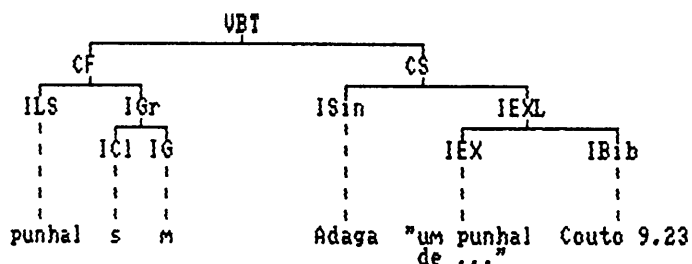 VBT
CF CS
ILS IGr ISin IEXL
ICl IG IEX IBib
punhal s m Adaga "um punhal Couto 9.23
de ..."